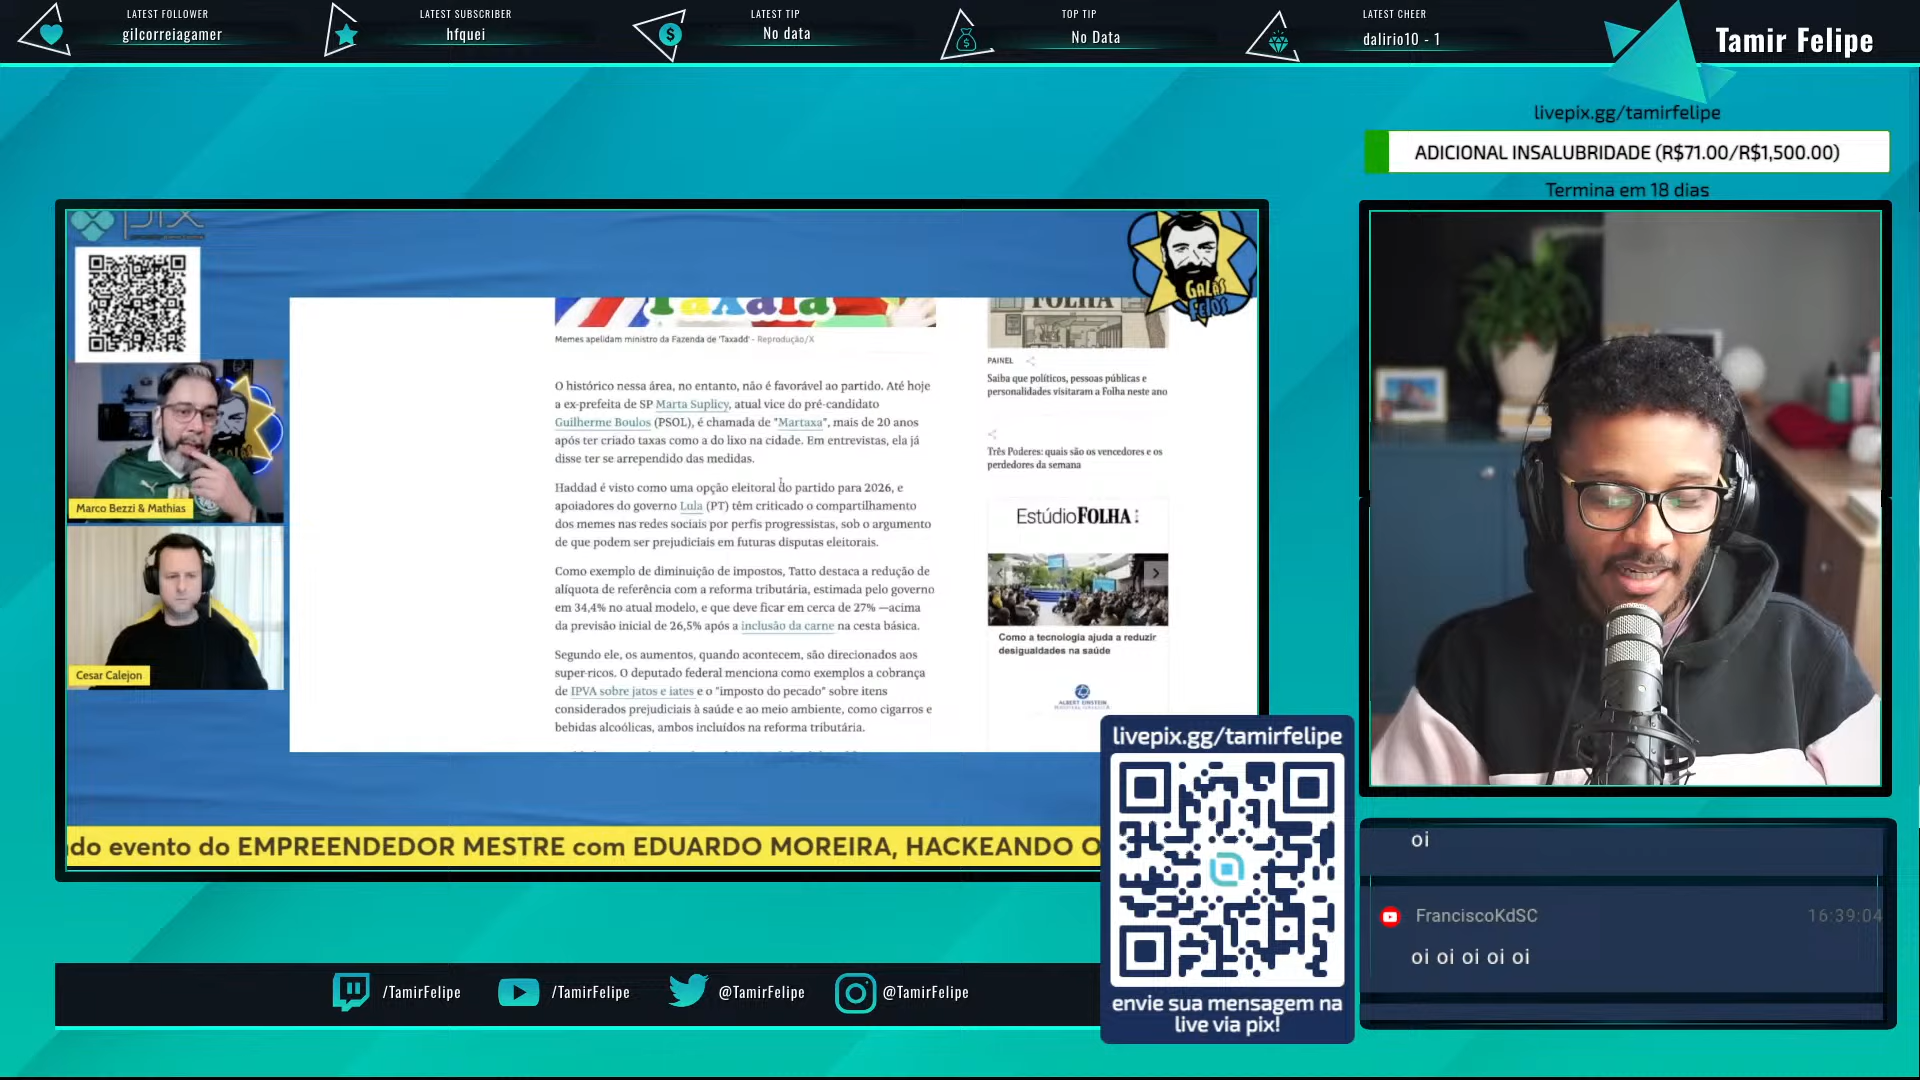 LATEST FOLLOWER
gilcorreiagamer
LATEST SUBSCRIBER
hfquei
LATEST TIP
No data
TOP TIP
No Data
LATEST CHEER
dalirio10 - 1
Tamir Felipe
livepix.gg/tamirfelipe
ADICIONAL INSALUBRIDADE (R$71.00/R$1,500.00)
Termina em 18 dias
pix
GALÃS
FEIOS
Taxala
FOLHA
Memes apelidam ministro da Fazenda de 'Taxadd' - Reprodução/X
O histórico nessa área, no entanto, não é favorável ao partido. Até hoje
a ex-prefeita de SP Marta Suplicy, atual vice do pré-candidato
Guilherme Boulos (PSOL), é chamada de "Martaxa", mais de 20 anos
após ter criado taxas como a do lixo na cidade. Em entrevistas, ela já
disse ter se arrependido das medidas.
Haddad é visto como uma opção eleitoral do partido para 2026, e
apoiadores do governo Lula (PT) têm criticado o compartilhamento
dos memes nas redes sociais por perfis progressistas, sob o argumento
de que podem ser prejudiciais em futuras disputas eleitorais.
Como exemplo de diminuição de impostos, Tatto destaca a redução de
alíquota de referência com a reforma tributária, estimada pelo governo
em 34,4% no atual modelo, e que deve ficar em cerca de 27% —acima
da previsão inicial de 26,5% após a inclusão da carne na cesta básica.
Segundo ele, os aumentos, quando acontecem, são direcionados aos
super-ricos. O deputado federal menciona como exemplos a cobrança
de IPVA sobre jatos e iates e o "imposto do pecado" sobre itens
considerados prejudiciais à saúde e ao meio ambiente, como cigarros e
bebidas alcoólicas, ambos incluídos na reforma tributária.
PAINEL
Saiba que políticos, pessoas públicas e
personalidades visitaram a Folha neste ano
Três Poderes: quais são os vencedores e os
perdedores da semana
EstúdioFOLHA
Como a tecnologia ajuda a reduzir
desigualdades na saúde
ALBERT EINSTEIN
Marco Bezzi & Mathias
Cesar Calejon
do evento do EMPREENDEDOR MESTRE com EDUARDO MOREIRA, HACKEANDO O
livepix.gg/tamirfelipe
envie sua mensagem na
live via pix!
oi
FranciscoKdSC 16:39:04
oi oi oi oi oi
/TamirFelipe
/TamirFelipe
@TamirFelipe
@TamirFelipe